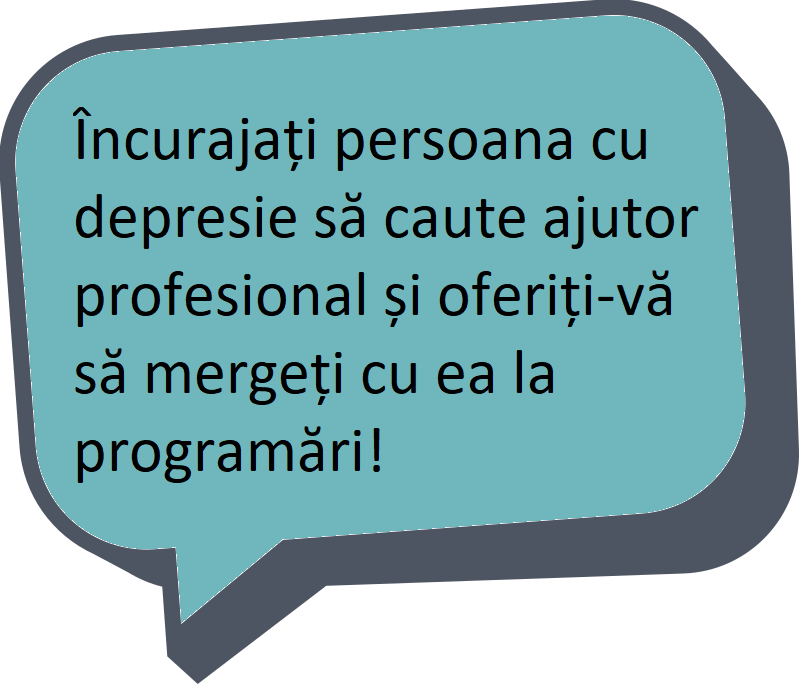 Încurajați persoana cu
depresie să caute ajutor
profesional și oferiți-vă
să mergeți cu ea la
programări!